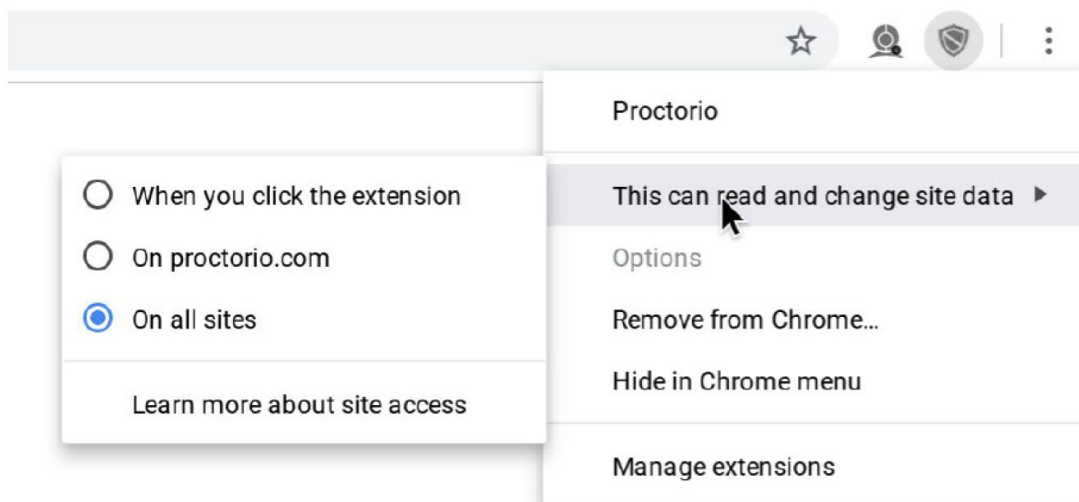 Proctorio
This can read and change site data
When you click the extension
On proctorio.com
On all sites
Learn more about site access
Options
Remove from Chrome...
Hide in Chrome menu
Manage extensions